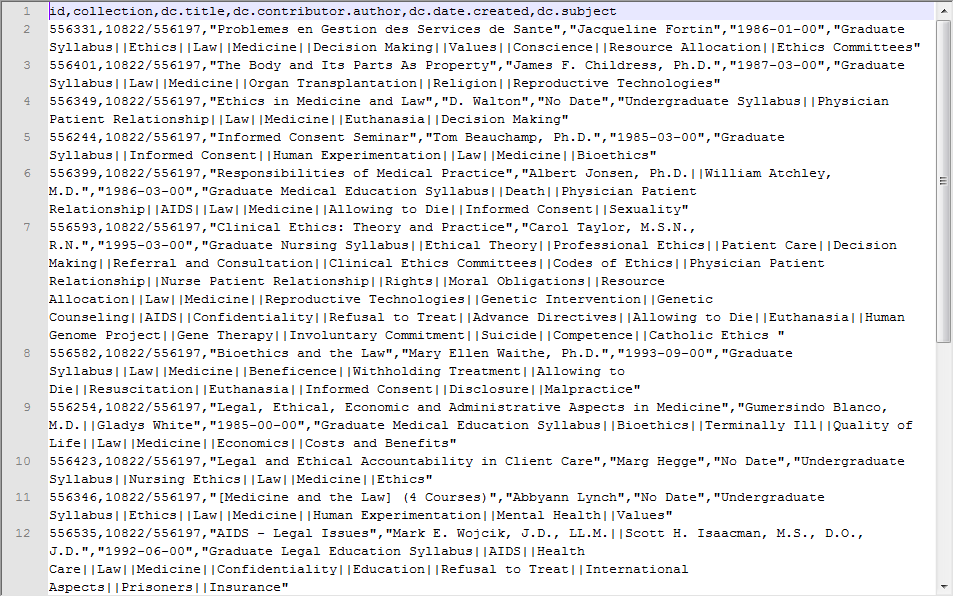 1 id,collection,dc.title,dc.contributor.author,dc.date.created,dc.subject
2 556331,10822/556197,"Problemes en Gestion des Services de Sante","Jacqueline Fortin","1986-01-00","Graduate
Syllabus||Ethics||Law||Medicine||Decision Making||Values||Conscience||Resource Allocation||Ethics Committees"
3 556401,10822/556197,"The Body and Its Parts As Property","James F. Childress, Ph.D.","1987-03-00","Graduate
Syllabus||Law||Medicine||Organ Transplantation||Religion||Reproductive Technologies"
4 556349,10822/556197,"Ethics in Medicine and Law","D. Walton","No Date","Undergraduate Syllabus||Physician
Patient Relationship||Law||Medicine||Euthanasia||Decision Making"
5 556244,10822/556197,"Informed Consent Seminar","Tom Beauchamp, Ph.D.","1985-03-00","Graduate
Syllabus||Informed Consent||Human Experimentation||Law||Medicine||Bioethics"
6 556399,10822/556197,"Responsibilities of Medical Practice","Albert Jonsen, Ph.D.||William Atchley,
M.D.","1986-03-00","Graduate Medical Education Syllabus||Death||Physician Patient
Relationship||AIDS||Law||Medicine||Allowing to Die||Informed Consent||Sexuality"
7 556593,10822/556197,"Clinical Ethics: Theory and Practice","Carol Taylor, M.S.N.,
R.N.","1995-03-00","Graduate Nursing Syllabus||Ethical Theory||Professional Ethics||Patient Care||Decision
Making||Referral and Consultation||Clinical Ethics Committees||Codes of Ethics||Physician Patient
Relationship||Nurse Patient Relationship||Rights||Moral Obligations||Resource
Allocation||Law||Medicine||Reproductive Technologies||Genetic Intervention||Genetic
Counseling||AIDS||Confidentiality||Refusal to Treat||Advance Directives||Allowing to Die||Euthanasia||Human
Genome Project||Gene Therapy||Involuntary Commitment||Suicide||Competence||Catholic Ethics "
8 556582,10822/556197,"Bioethics and the Law","Mary Ellen Waithe, Ph.D.","1993-09-00","Graduate
Syllabus||Law||Medicine||Beneficence||Withholding Treatment||Allowing to
Die||Resuscitation||Euthanasia||Informed Consent||Disclosure||Malpractice"
9 556254,10822/556197,"Legal, Ethical, Economic and Administrative Aspects in Medicine","Gumersindo Blanco,
M.D.||Gladys White","1985-00-00","Graduate Medical Education Syllabus||Bioethics||Terminally Ill||Quality of
Life||Law||Medicine||Economics||Costs and Benefits"
10 556423,10822/556197,"Legal and Ethical Accountability in Client Care","Marg Hegge","No Date","Undergraduate
Syllabus||Nursing Ethics||Law||Medicine||Ethics"
11 556346,10822/556197,"[Medicine and the Law] (4 Courses)","Abbyann Lynch","No Date","Undergraduate
Syllabus||Ethics||Law||Medicine||Human Experimentation||Mental Health||Values"
12 556535,10822/556197,"AIDS - Legal Issues","Mark E. Wojcik, J.D., LL.M.||Scott H. Isaacman, M.S., D.O.,
J.D.","1992-06-00","Graduate Legal Education Syllabus||AIDS||Health
Care||Law||Medicine||Confidentiality||Education||Refusal to Treat||International
Aspects||Prisoners||Insurance"